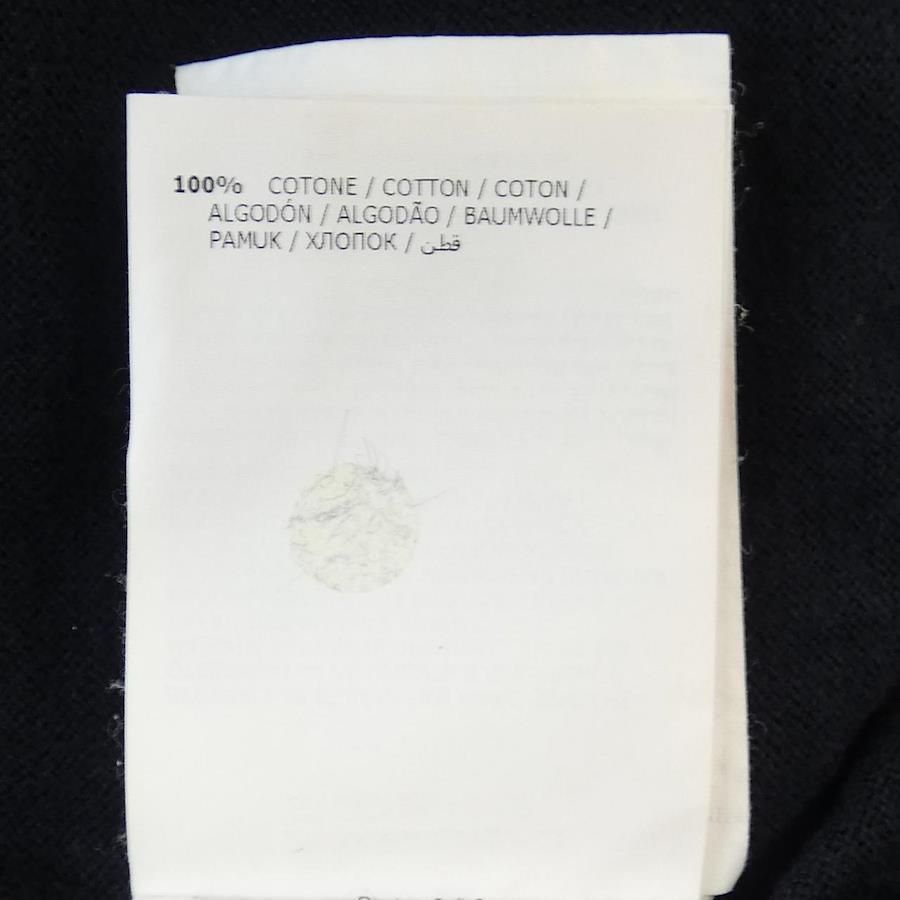 100% COTONE / COTTON / COTON /
ALGODÓN / ALGODÃO / BAUMWOLLE /
PAMUK / ХЛОПОК / قطن